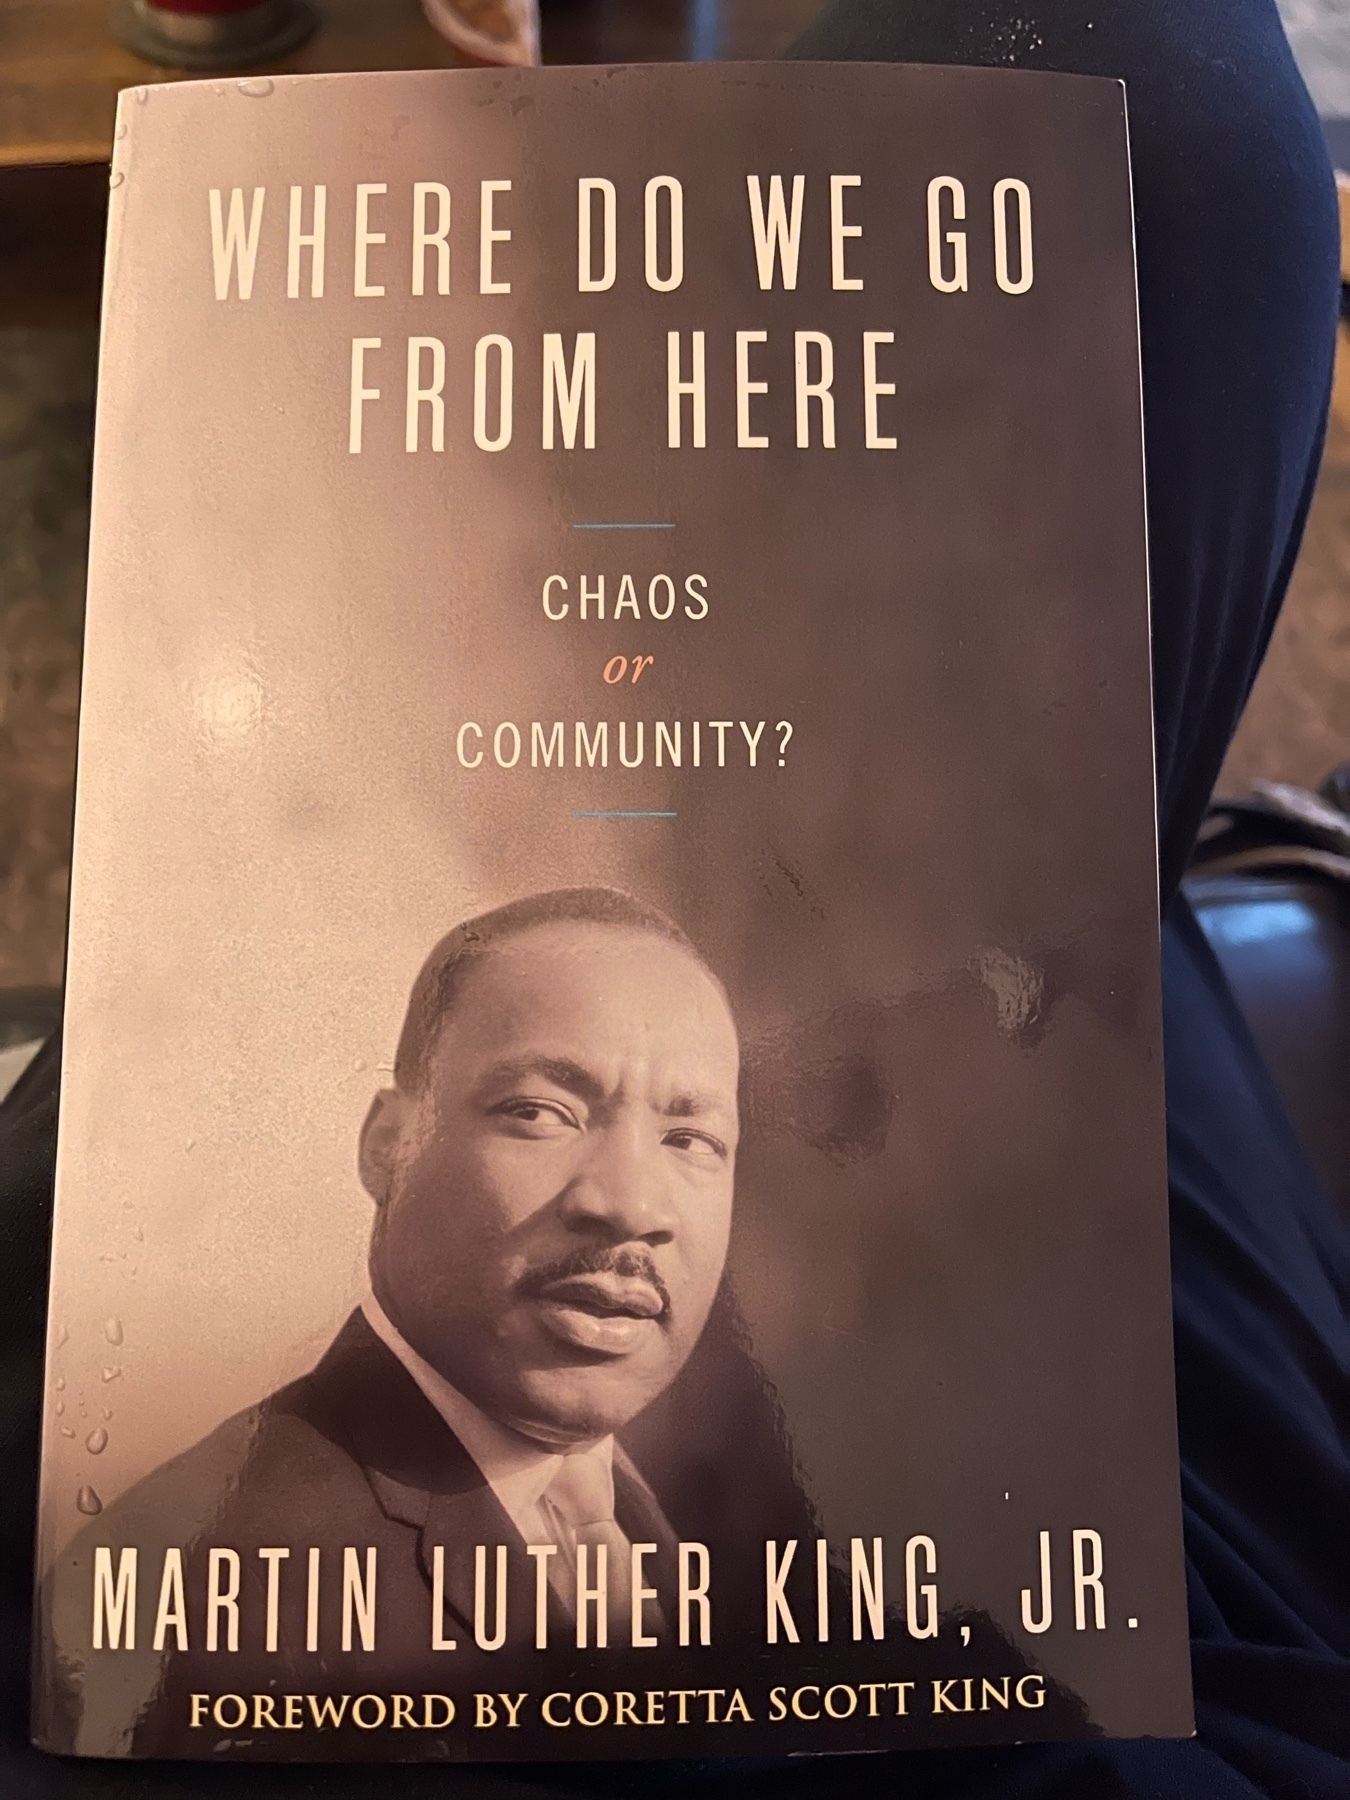 WHERE DO WE GO
FROM HERE
CHAOS
or
COMMUNITY?
MARTIN LUTHER KING, JR.
FOREWORD BY CORETTA SCOTT KING